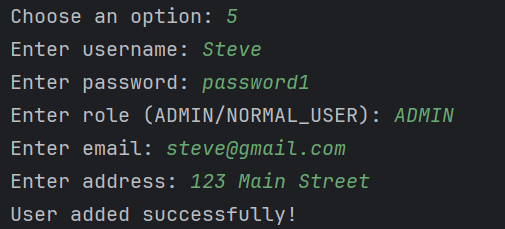 Choose an option: 5
Enter username: Steve
Enter password: password1
Enter role (ADMIN/NORMAL_USER): ADMIN
Enter email: steve@gmail.com
Enter address: 123 Main Street
User added successfully!